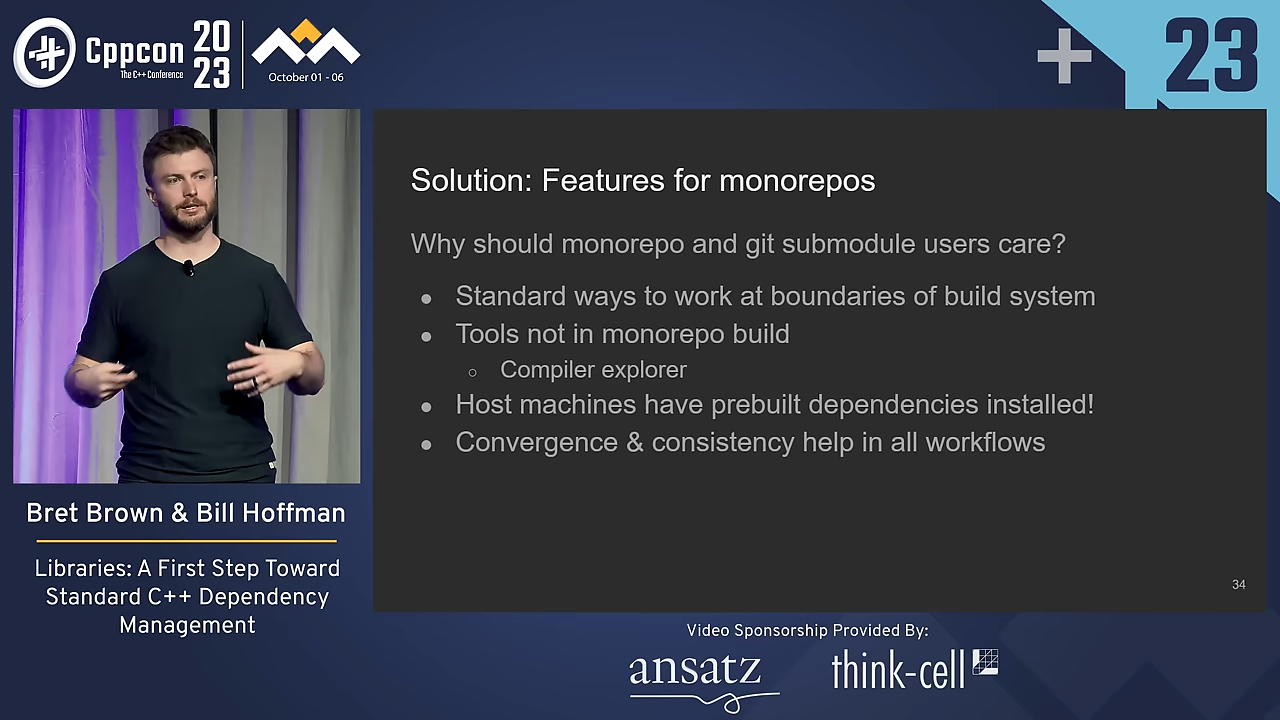 Cppcon
The C++ Conference
20
23
October 01 - 06
23
Solution: Features for monorepos
Why should monorepo and git submodule users care?
● Standard ways to work at boundaries of build system
● Tools not in monorepo build
○ Compiler explorer
● Host machines have prebuilt dependencies installed!
● Convergence & consistency help in all workflows
34
Bret Brown & Bill Hoffman
Libraries: A First Step Toward
Standard C++ Dependency
Management
Video Sponsorship Provided By:
ansatz
think-cell